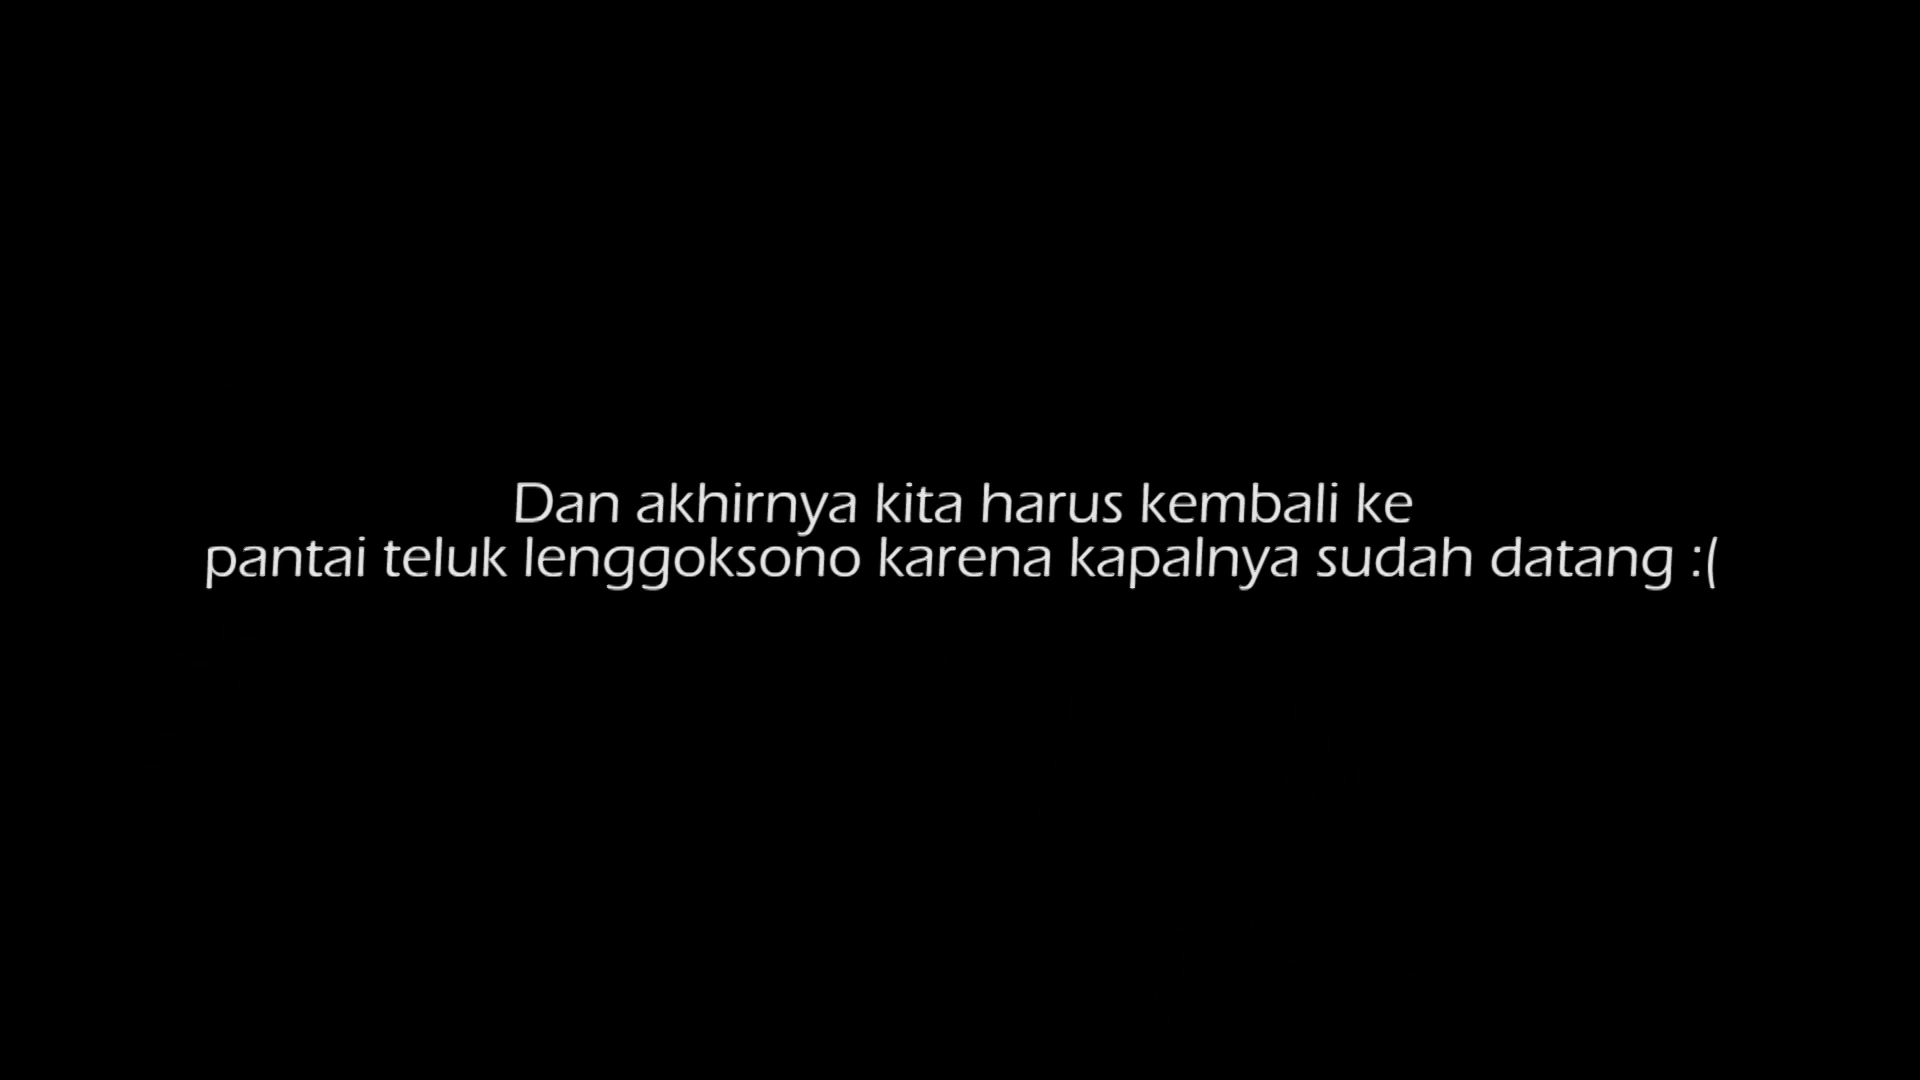 Dan akhirnya kita harus kembali ke
pantai teluk lenggoksono karena kapalnya sudah datang :(